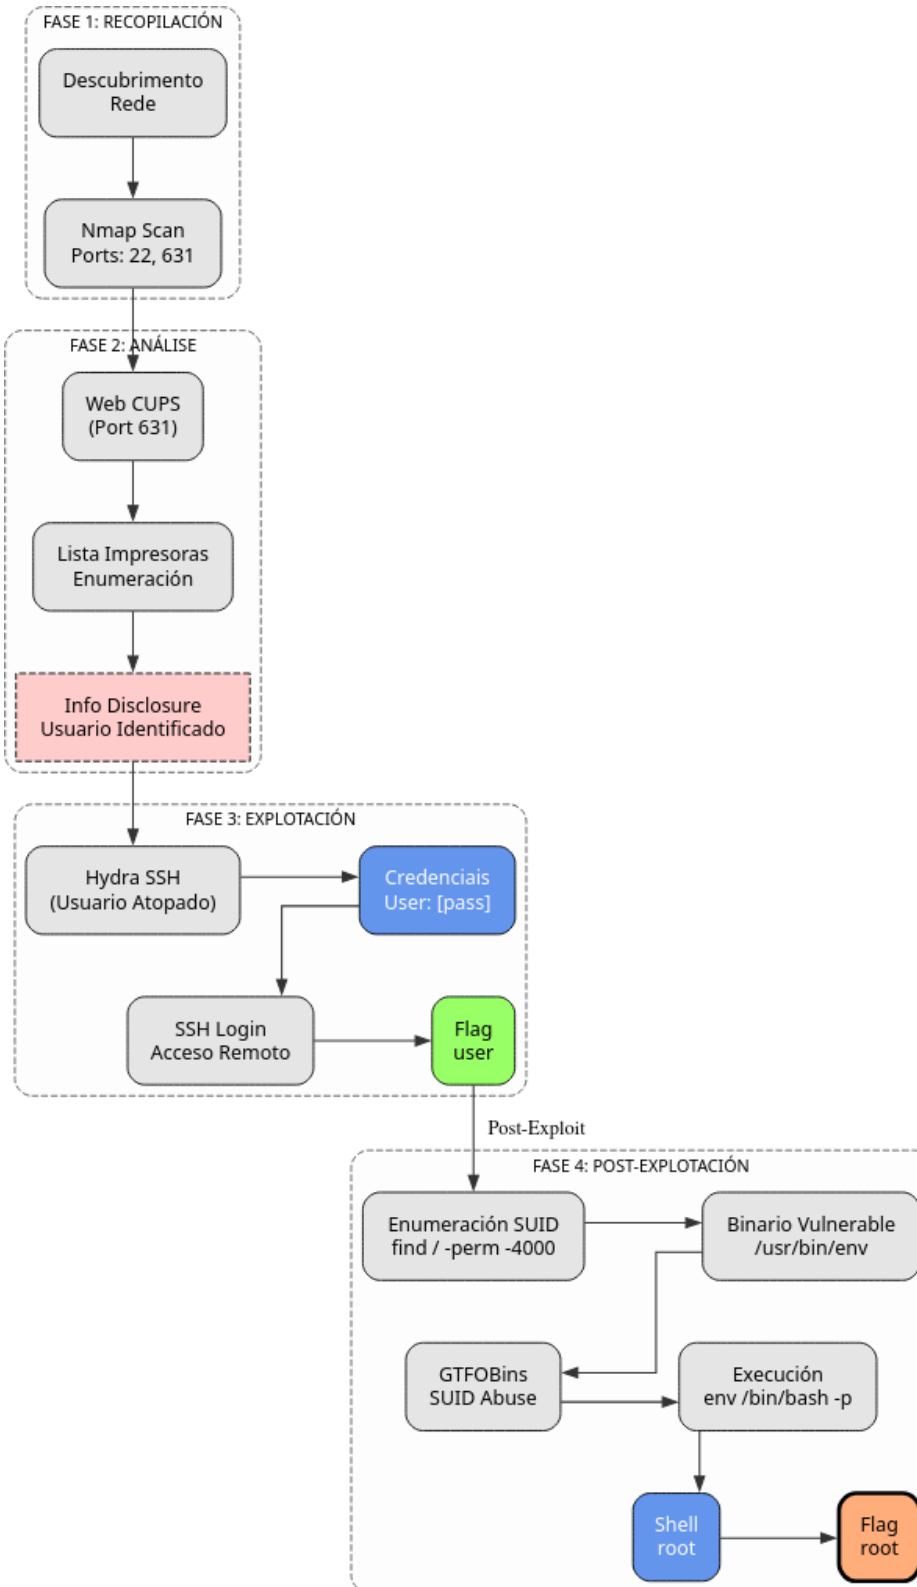 FASE 1: RECOPILACIÓN
Descubrimento
Rede
Nmap Scan
Ports: 22, 631
FASE 2: ANÁLISE
Web CUPS
(Port 631)
Lista Impresoras
Enumeración
Info Disclosure
Usuario Identificado
FASE 3: EXPLOTACIÓN
Hydra SSH
(Usuario Atopado)
Credenciais
User: [pass]
SSH Login
Acceso Remoto
Flag
user
Post-Exploit
FASE 4: POST-EXPLOTACIÓN
Enumeración SUID
find / -perm -4000
Binario Vulnerable
/usr/bin/env
GTFOBins
SUID Abuse
Execución
env /bin/bash -p
Shell
root
Flag
root